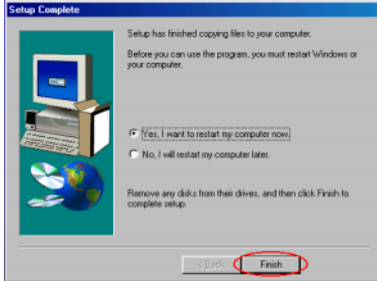 Setup Complete
Setup has finished copying files to your computer.
Before you can use the program, you must restart Windows or
your computer.
Yes, I want to restart my computer now.
No, I will restart my computer later.
Remove any disks from their drives, and then click Finish to
complete setup.
< Back
Finish